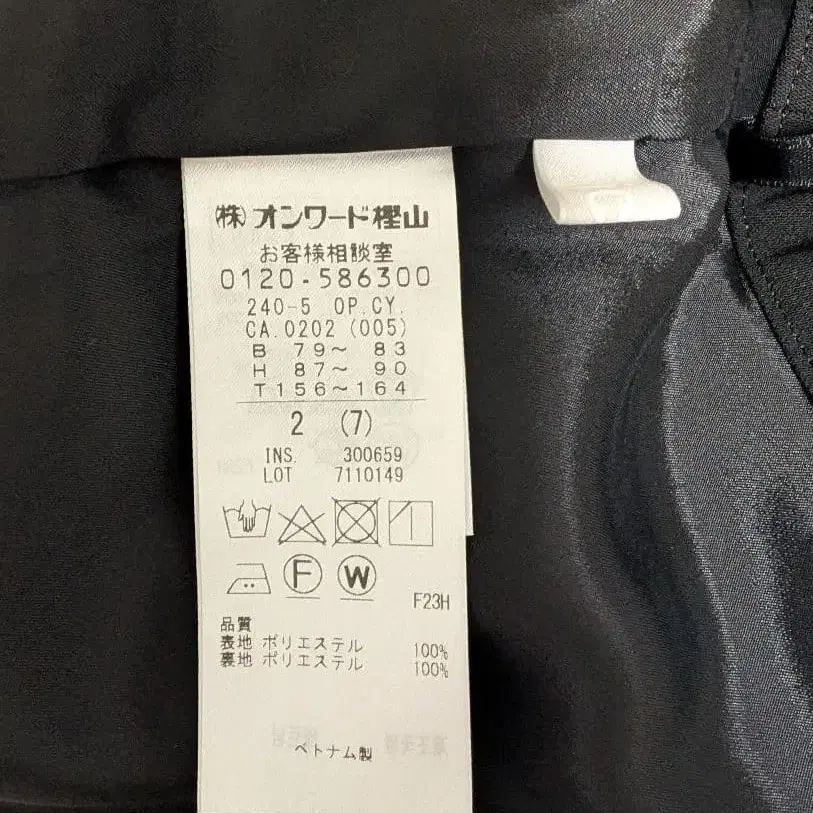 ㈱オンワード樫山
お客様相談室
0120-586300
240-5 OP.CY.
CA.0202 (005)
B 79～ 83
H 87～ 90
T156～164
2 (7)
INS. 300659
LOT 7110149
F W
F23H
品質
表地 ポリエステル 100%
裏地 ポリエステル 100%
ベトナム製